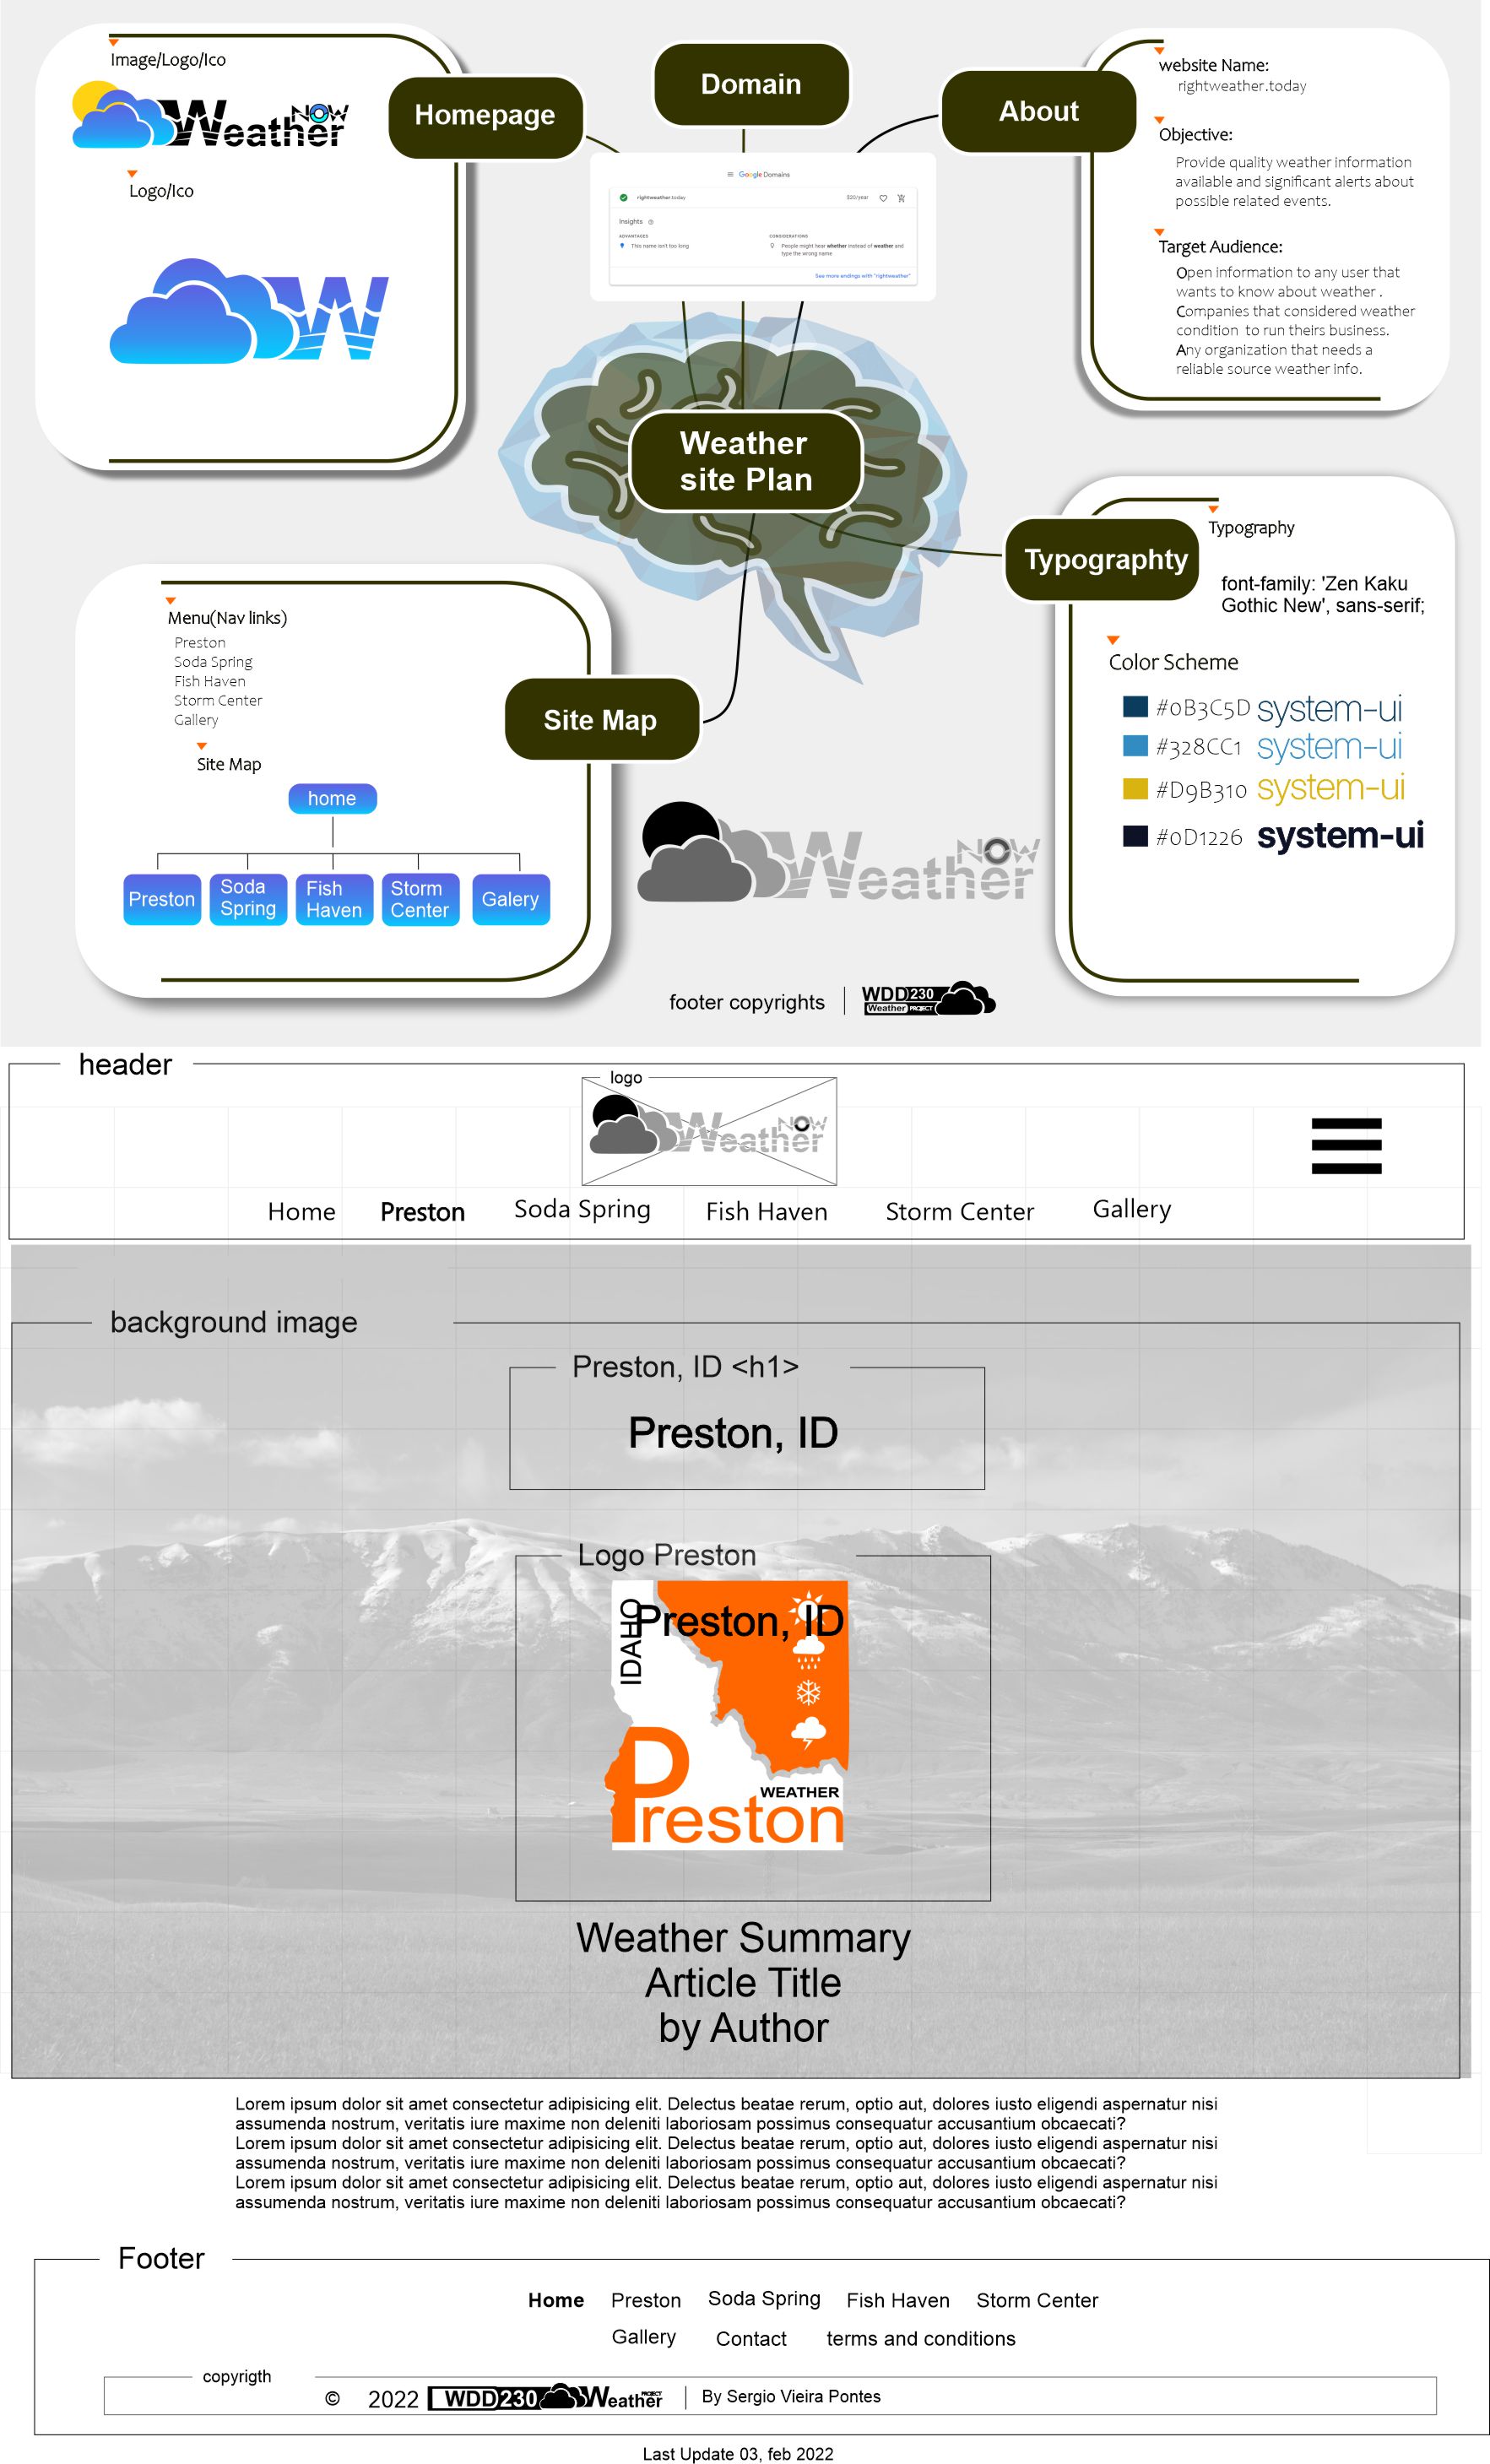 Image/Logo/Ico
Weather NOW
Logo/Ico
W
Homepage
Domain
About
Google Domains
rightweather.today
$20/year
Insights
ADVANTAGES
This name isn't too long
CONSIDERATIONS
People might hear whether instead of weather and
type the wrong name
See more endings with "rightweather"
website Name:
rightweather.today
Objective:
Provide quality weather information
available and significant alerts about
possible related events.
Target Audience:
Open information to any user that
wants to know about weather .
Companies that considered weather
condition to run theirs business.
Any organization that needs a
reliable source weather info.
Weather
site Plan
Typographty
Typography
font-family: 'Zen Kaku
Gothic New', sans-serif;
Color Scheme
#0B3C5D system-ui
#328CC1 system-ui
#D9B310 system-ui
#0D1226 system-ui
Menu(Nav links)
Preston
Soda Spring
Fish Haven
Storm Center
Gallery
Site Map
Site Map
home
Preston
Soda
Spring
Fish
Haven
Storm
Center
Galery
Weather NOW
footer copyrights
WDD230
Weather PROJECT
header
logo
Weather NOW
Home Preston Soda Spring Fish Haven Storm Center Gallery
background image
Preston, ID <h1>
Preston, ID
Logo Preston
Preston, ID
IDAHO
WEATHER
Preston
Weather Summary
Article Title
by Author
Lorem ipsum dolor sit amet consectetur adipisicing elit. Delectus beatae rerum, optio aut, dolores iusto eligendi aspernatur nisi
assumenda nostrum, veritatis iure maxime non deleniti laboriosam possimus consequatur accusantium obcaecati?
Lorem ipsum dolor sit amet consectetur adipisicing elit. Delectus beatae rerum, optio aut, dolores iusto eligendi aspernatur nisi
assumenda nostrum, veritatis iure maxime non deleniti laboriosam possimus consequatur accusantium obcaecati?
Lorem ipsum dolor sit amet consectetur adipisicing elit. Delectus beatae rerum, optio aut, dolores iusto eligendi aspernatur nisi
assumenda nostrum, veritatis iure maxime non deleniti laboriosam possimus consequatur accusantium obcaecati?
Footer
Home Preston Soda Spring Fish Haven Storm Center
Gallery Contact terms and conditions
copyrigth
© 2022 WDD230 Weather PROJECT By Sergio Vieira Pontes
Last Update 03, feb 2022